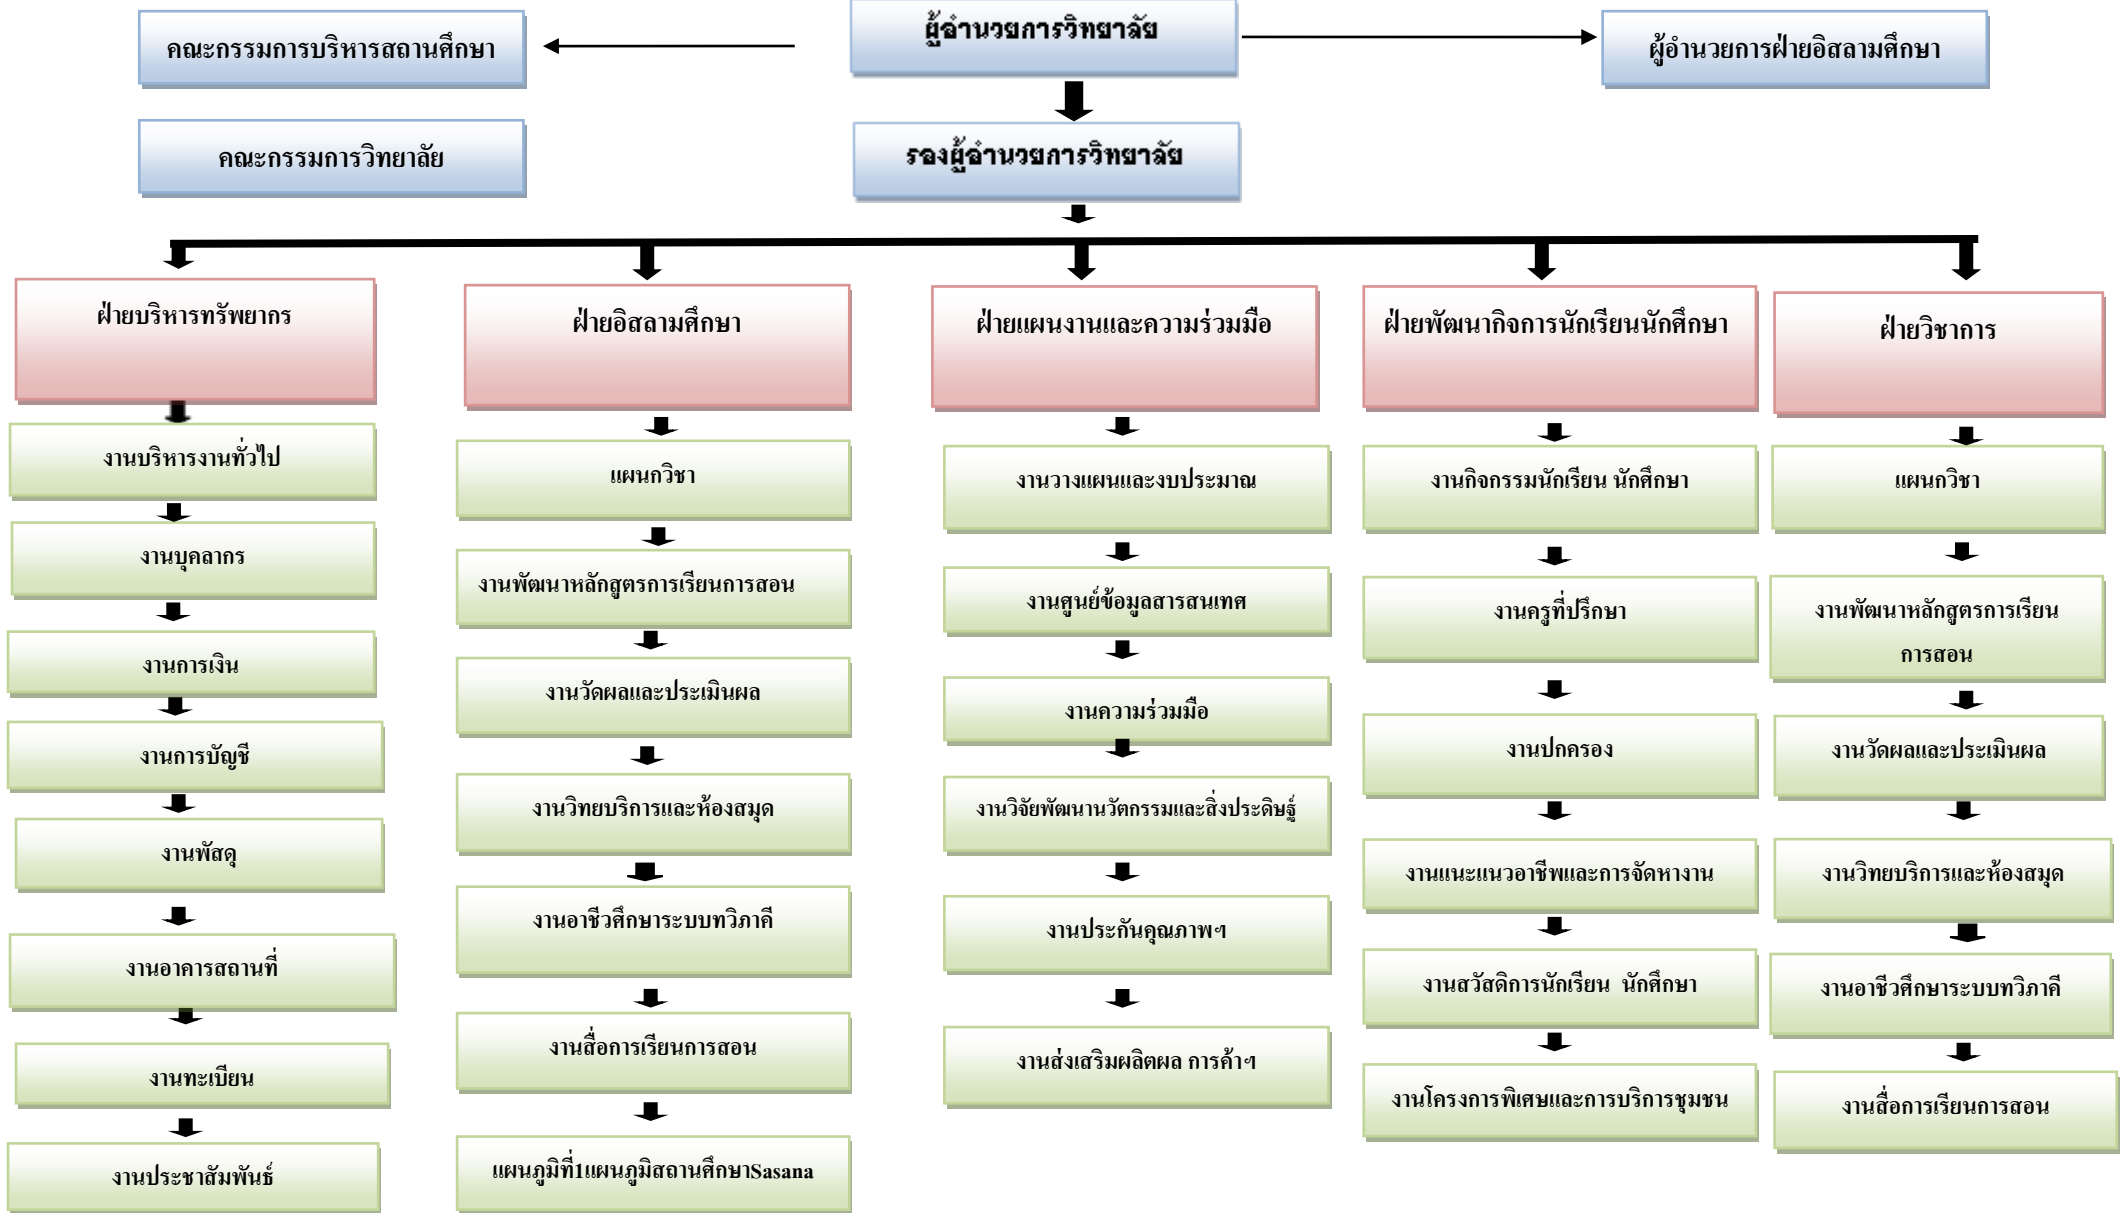 ผู้อำนวยการวิทยาลัย
คณะกรรมการบริหารสถานศึกษา
ผู้อำนวยการฝ่ายอิสลามศึกษา
คณะกรรมการวิทยาลัย
รองผู้อำนวยการวิทยาลัย
ฝ่ายบริหารทรัพยากร
งานบริหารงานทั่วไป
งานบุคลากร
งานการเงิน
งานการบัญชี
งานพัสดุ
งานอาคารสถานที่
งานทะเบียน
งานประชาสัมพันธ์
ฝ่ายอิสลามศึกษา
แผนกวิชา
งานพัฒนาหลักสูตรการเรียนการสอน
งานวัดผลและประเมินผล
งานวิทยบริการและห้องสมุด
งานอาชีวศึกษาระบบทวิภาคี
งานสื่อการเรียนการสอน
แผนภูมิที่1แผนภูมิสถานศึกษาSasana
ฝ่ายแผนงานและความร่วมมือ
งานวางแผนและงบประมาณ
งานศูนย์ข้อมูลสารสนเทศ
งานความร่วมมือ
งานวิจัยพัฒนานวัตกรรมและสิ่งประดิษฐ์
งานประกันคุณภาพฯ
งานส่งเสริมผลิตผล การค้าฯ
ฝ่ายพัฒนากิจการนักเรียนนักศึกษา
งานกิจกรรมนักเรียน นักศึกษา
งานครูที่ปรึกษา
งานปกครอง
งานแนะแนวอาชีพและการจัดหางาน
งานสวัสดิการนักเรียน นักศึกษา
งานโครงการพิเศษและการบริการชุมชน
ฝ่ายวิชาการ
แผนกวิชา
งานพัฒนาหลักสูตรการเรียน
การสอน
งานวัดผลและประเมินผล
งานวิทยบริการและห้องสมุด
งานอาชีวศึกษาระบบทวิภาคี
งานสื่อการเรียนการสอน